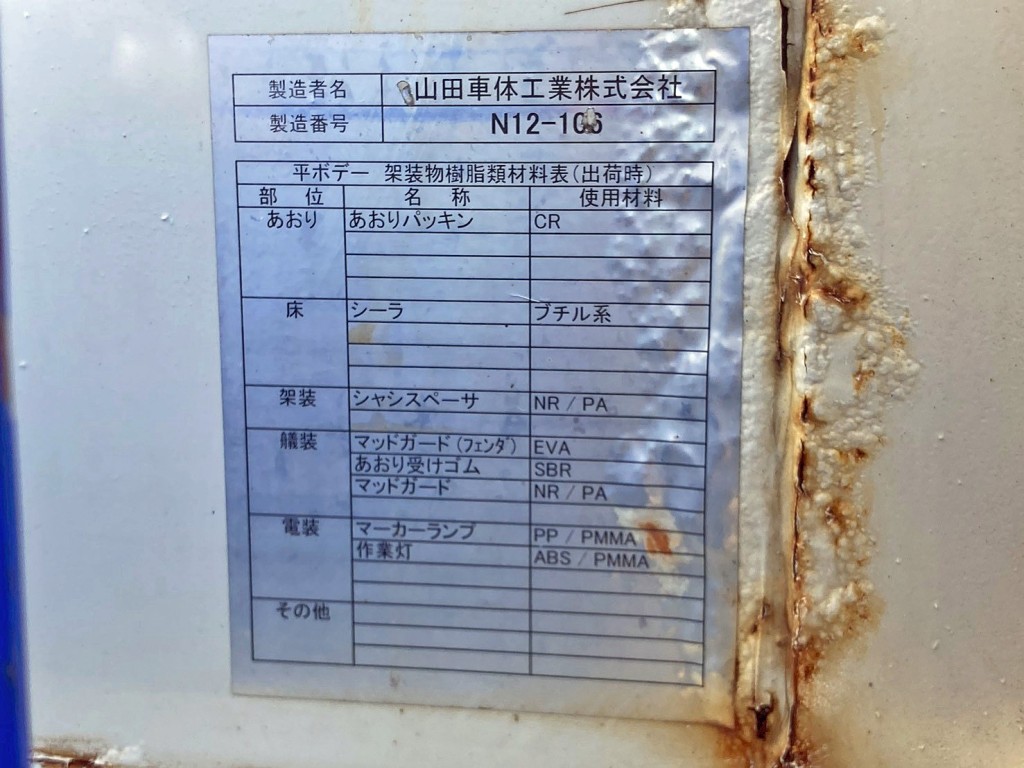 製造者名 山田車体工業株式会社
製造番号 N12-106
平ボデー 架装物樹脂類材料表(出荷時)
部位 名称 使用材料
あおり あおりパッキン CR
床 シーラ ブチル系
架装 シャシスペーサ NR / PA
艤装 マッドガード(フェンダ) EVA
あおり受けゴム SBR
マッドガード NR / PA
電装 マーカーランプ PP / PMMA
作業灯 ABS / PMMA
その他